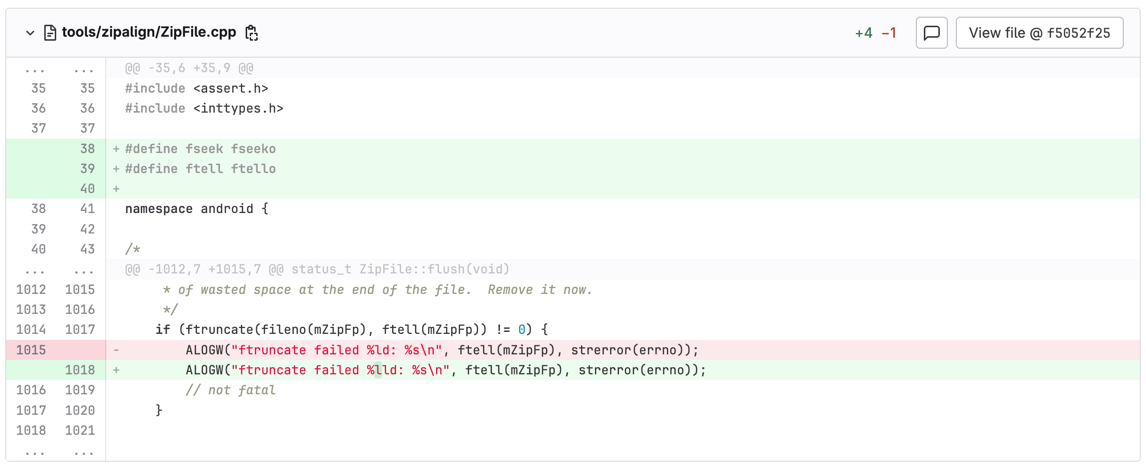 tools/zipalign/ZipFile.cpp +4 −1 View file @ f5052f25
... ... @@ -35,6 +35,9 @@
35 35 #include <assert.h>
36 36 #include <inttypes.h>
37 37
38 + #define fseek fseeko
39 + #define ftell ftello
40 +
38 41 namespace android {
39 42
40 43 /*
... ... @@ -1012,7 +1015,7 @@ status_t ZipFile::flush(void)
1012 1015 * of wasted space at the end of the file.  Remove it now.
1013 1016 */
1014 1017 if (ftruncate(fileno(mZipFp), ftell(mZipFp)) != 0) {
1015 - ALOGW("ftruncate failed %ld: %s\n", ftell(mZipFp), strerror(errno));
1018 + ALOGW("ftruncate failed %lld: %s\n", ftell(mZipFp), strerror(errno));
1016 1019 // not fatal
1017 1020 }
1018 1021
... ...